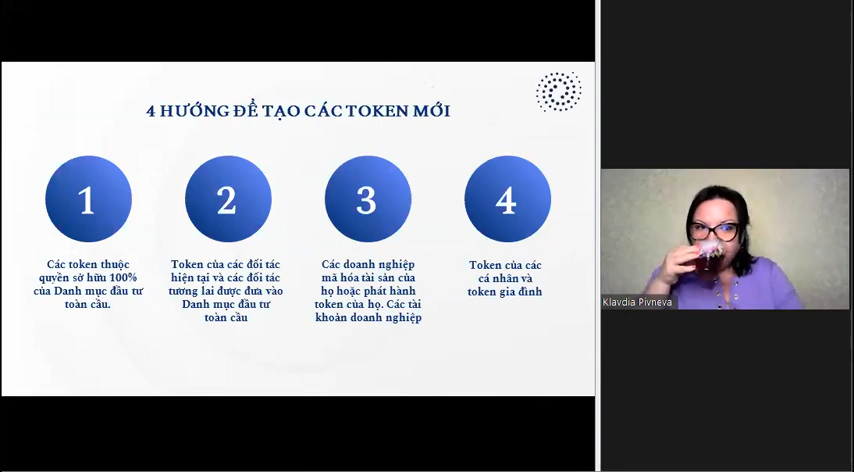 4 HƯỚNG ĐỂ TẠO CÁC TOKEN MỚI
1
2
3
4
Các token thuộc
quyền sở hữu 100%
của Danh mục đầu tư
toàn cầu.
Token của các đối tác
hiện tại và các đối tác
tương lai được đưa vào
Danh mục đầu tư
toàn cầu
Các doanh nghiệp
mã hóa tài sản của
họ hoặc phát hành
token của họ. Các tài
khoản doanh nghiệp
Token của các
cá nhân và
token gia đình
Klavdia Pivneva